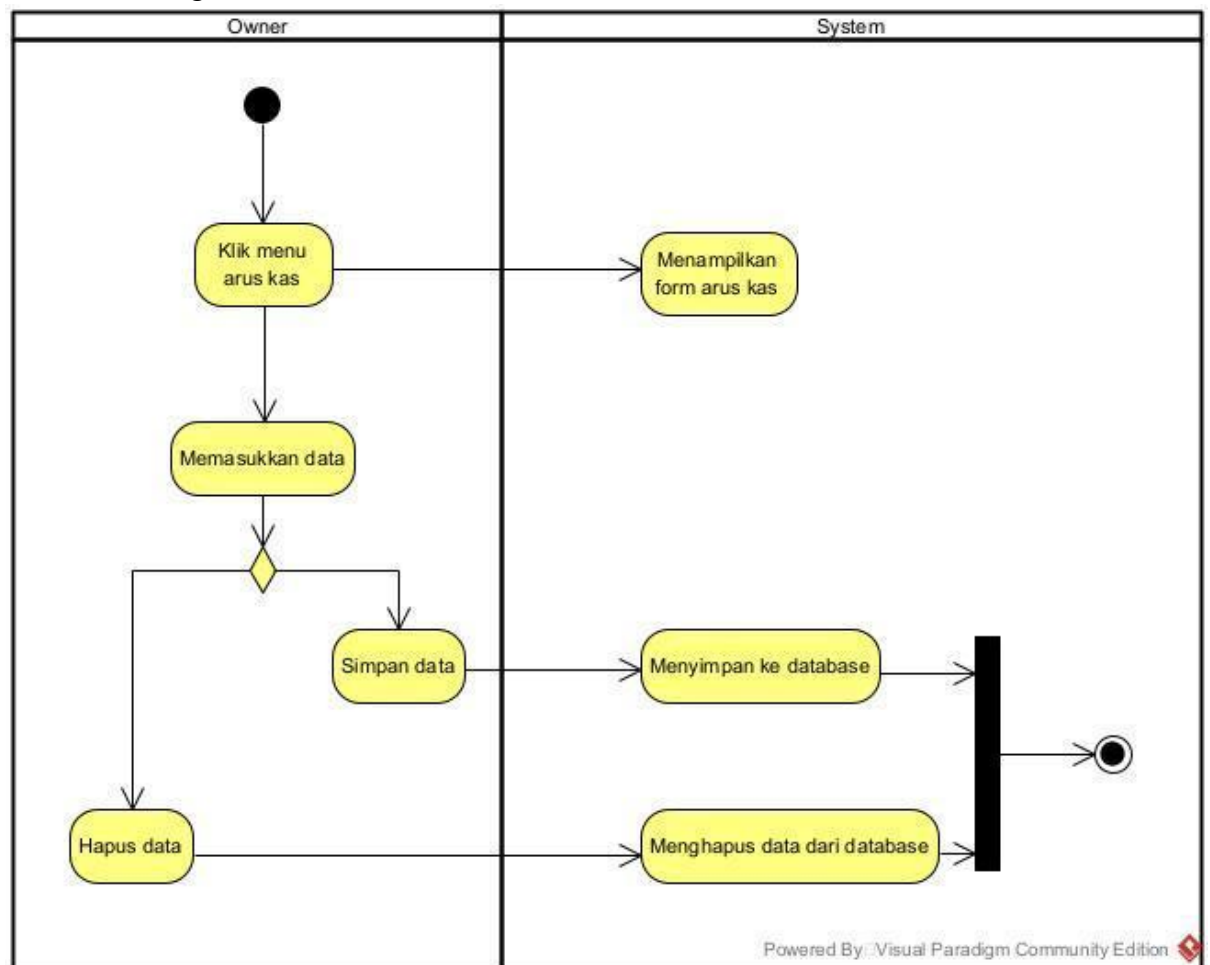 Owner
System
Klik menu
arus kas
Menampilkan
form arus kas
Memasukkan data
Simpan data
Menyimpan ke database
Hapus data
Menghapus data dari database
Powered By Visual Paradigm Community Edition